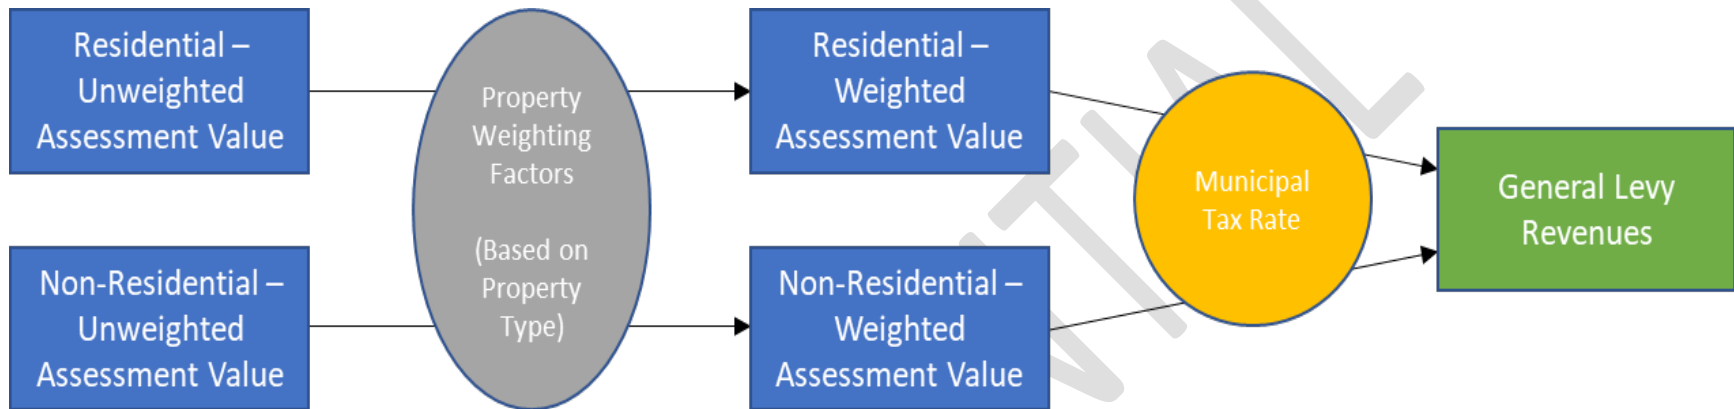 Residential –
Unweighted
Assessment Value
Property
Weighting
Factors
(Based on
Property
Type)
Residential –
Weighted
Assessment Value
Municipal
Tax Rate
General Levy
Revenues
Non-Residential –
Unweighted
Assessment Value
Non-Residential –
Weighted
Assessment Value